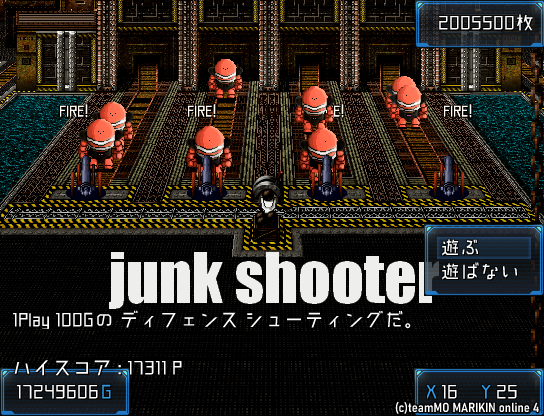 2005500枚
FIRE!
FIRE!
E!
FIRE!
遊ぶ
遊ばない
junk shooter
1Play 100Gの ディフェンス シューティングだ。
ハイスコア : 17311 P
17249606G
X 16 Y 25
(c)teamMO MARIKIN online 4